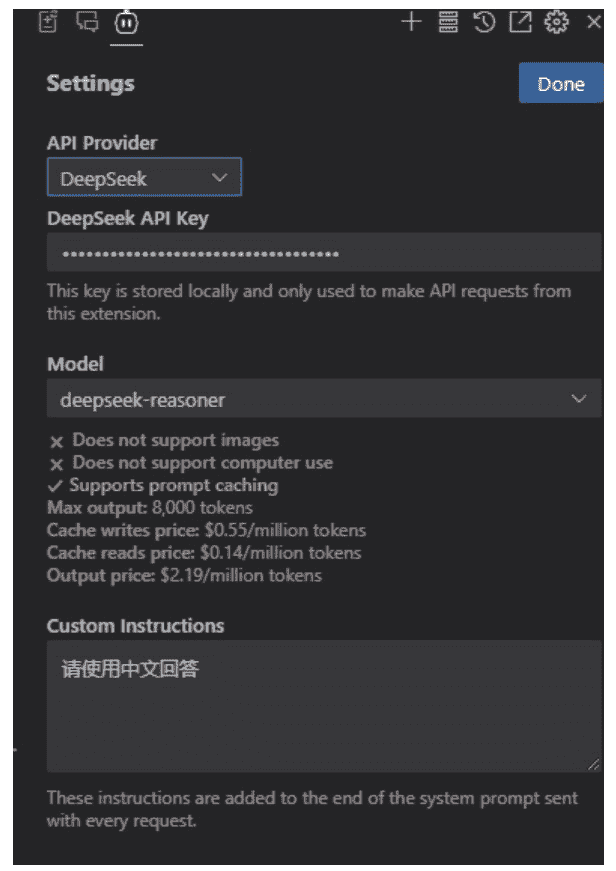 Settings
Done
API Provider
DeepSeek
DeepSeek API Key
••••••••••••••••••••••••••••••••••••
This key is stored locally and only used to make API requests from
this extension.
Model
deepseek-reasoner
Does not support images
Does not support computer use
Supports prompt caching
Max output: 8,000 tokens
Cache writes price: $0.55/million tokens
Cache reads price: $0.14/million tokens
Output price: $2.19/million tokens
Custom Instructions
请使用中文回答
These instructions are added to the end of the system prompt sent
with every request.